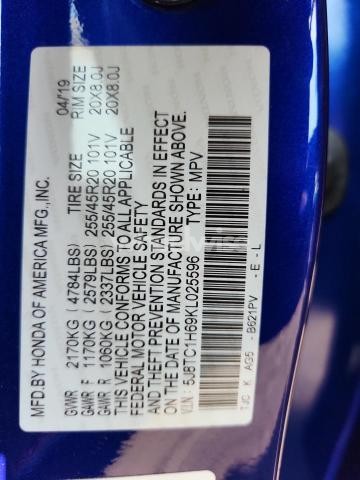 MFD.BY HONDA OF AMERICA MFG.,INC. 04/19
GVWR 2170KG (4784LBS) TIRE SIZE RIM SIZE
GAWR F 1170KG (2579LBS) 255/45R20 101V 20X8.0J
GAWR R 1060KG (2337LBS) 255/45R20 101V 20X8.0J
THIS VEHICLE CONFORMS TO ALL APPLICABLE
FEDERAL MOTOR VEHICLE SAFETY
AND THEFT PREVENTION STANDARDS IN EFFECT
ON THE DATE OF MANUFACTURE SHOWN ABOVE.
V.I.N.: 5J8TC1H69KL025596 TYPE: MPV
TJC K AG5 - B621PV - E - L